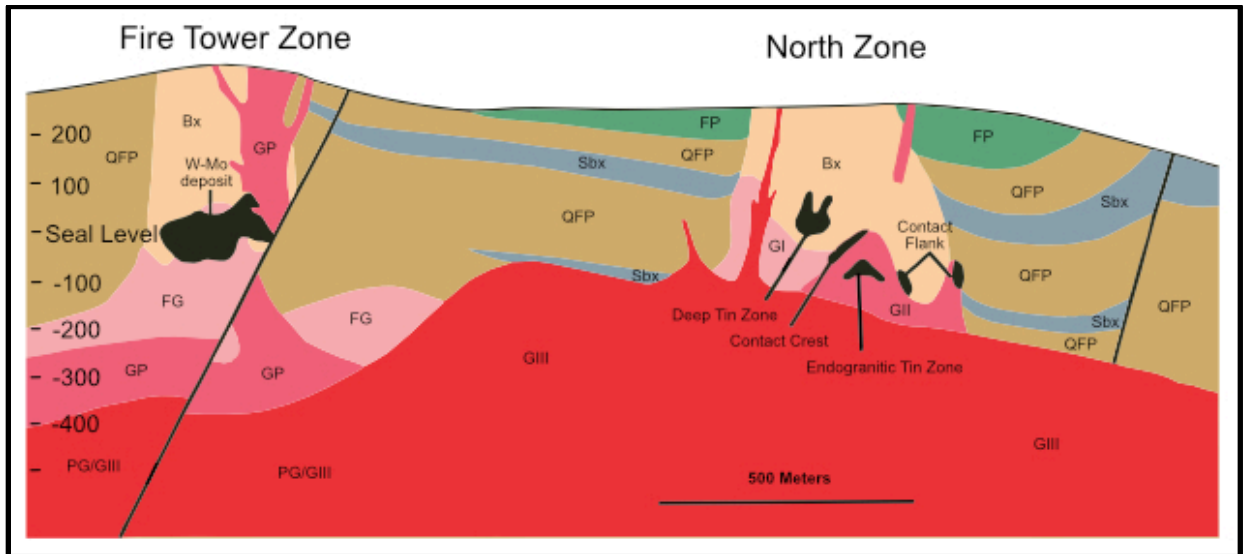 Fire Tower Zone
North Zone
200
100
Seal Level
-100
-200
-300
-400
QFP
Bx
W-Mo
deposit
GP
FG
GP
PG/GIII
GP
FG
PG/GIII
Sbx
QFP
Sbx
FP
QFP
Bx
FP
QFP
Sbx
GI
Contact
Flank
QFP
QFP
Deep Tin Zone
Contact Crest
GII
Endogranitic Tin Zone
Sbx
QFP
GIII
GIII
500 Meters